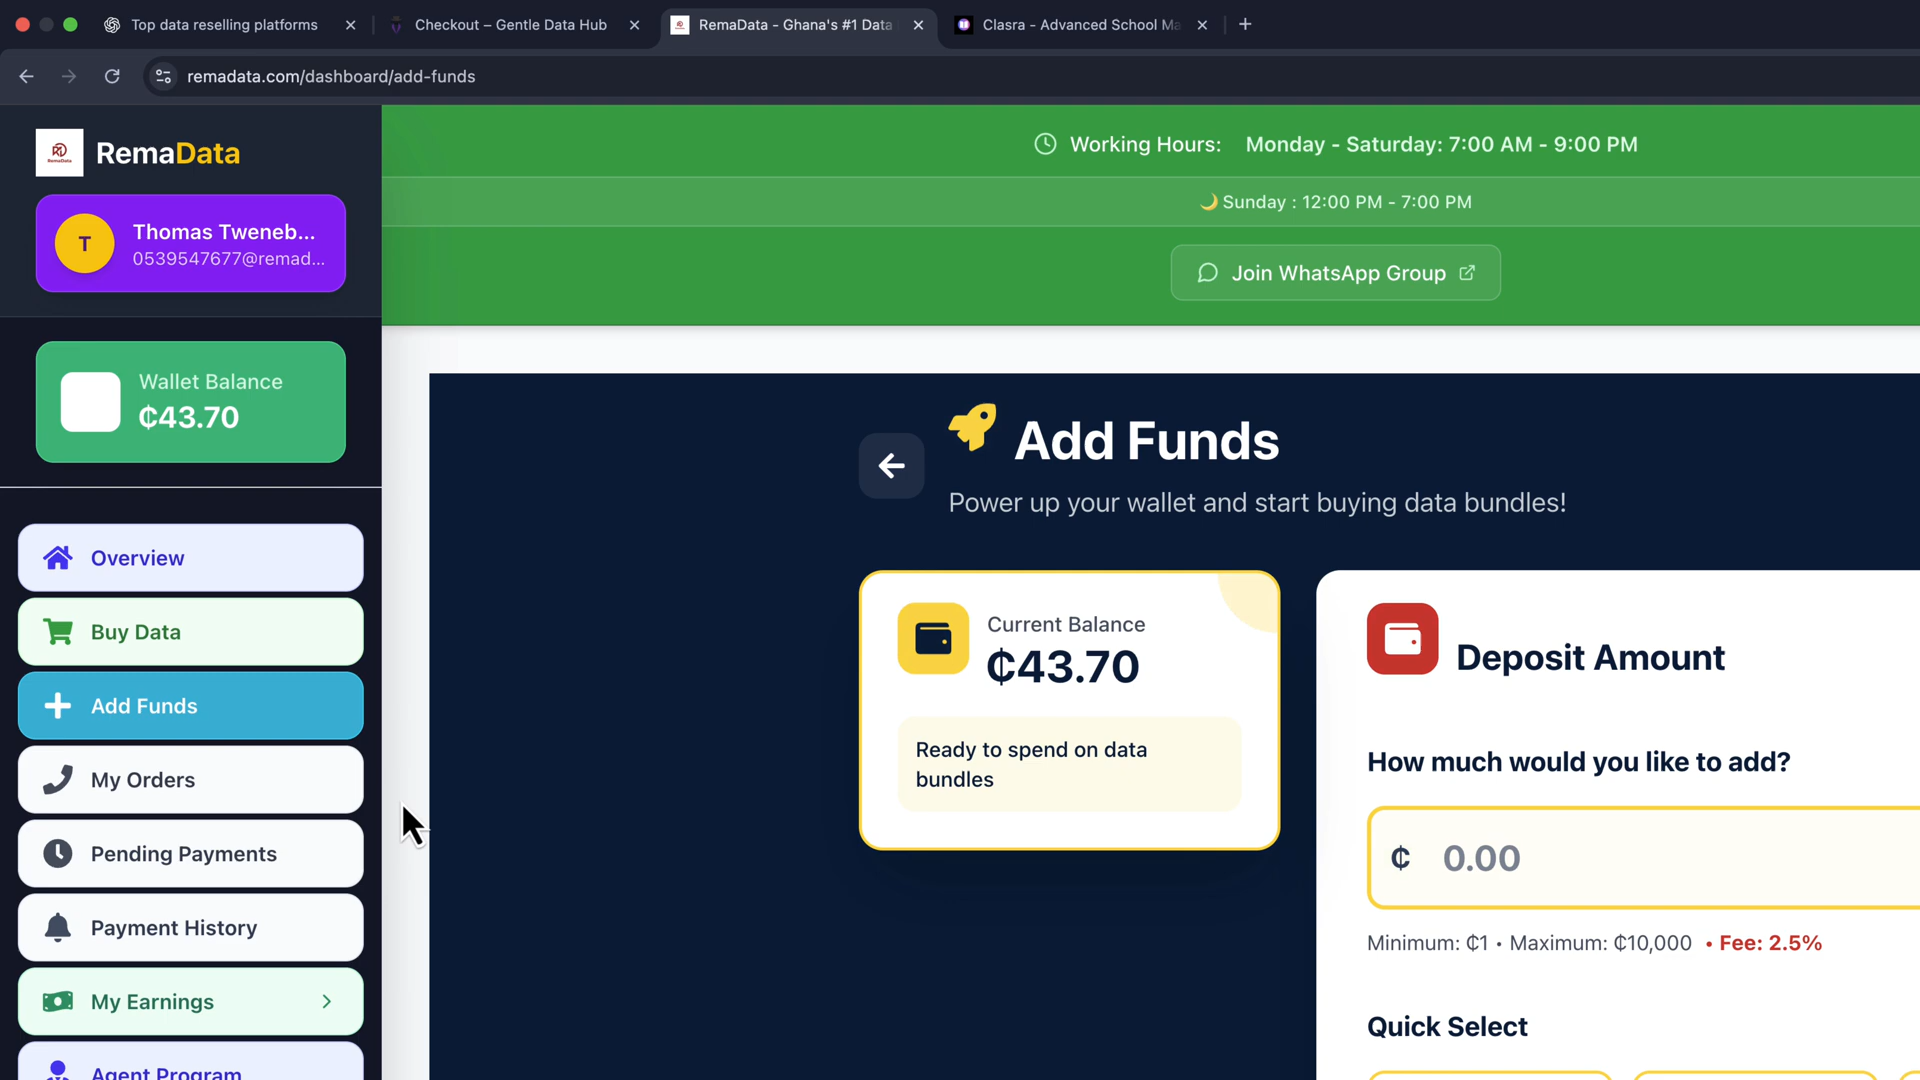 Top data reselling platforms
Checkout – Gentle Data Hub
RemaData - Ghana's #1 Data
Clasra - Advanced School Ma
remadata.com/dashboard/add-funds
RemaData
RemaData
T
Thomas Tweneb...
0539547677@remad...
Wallet Balance
₵43.70
Overview
Buy Data
Add Funds
My Orders
Pending Payments
Payment History
My Earnings
Agent Program
Working Hours: Monday - Saturday: 7:00 AM - 9:00 PM
🌙 Sunday : 12:00 PM - 7:00 PM
Join WhatsApp Group
Add Funds
Power up your wallet and start buying data bundles!
Current Balance
₵43.70
Ready to spend on data
bundles
Deposit Amount
How much would you like to add?
₵ 0.00
Minimum: ₵1 • Maximum: ₵10,000 • Fee: 2.5%
Quick Select